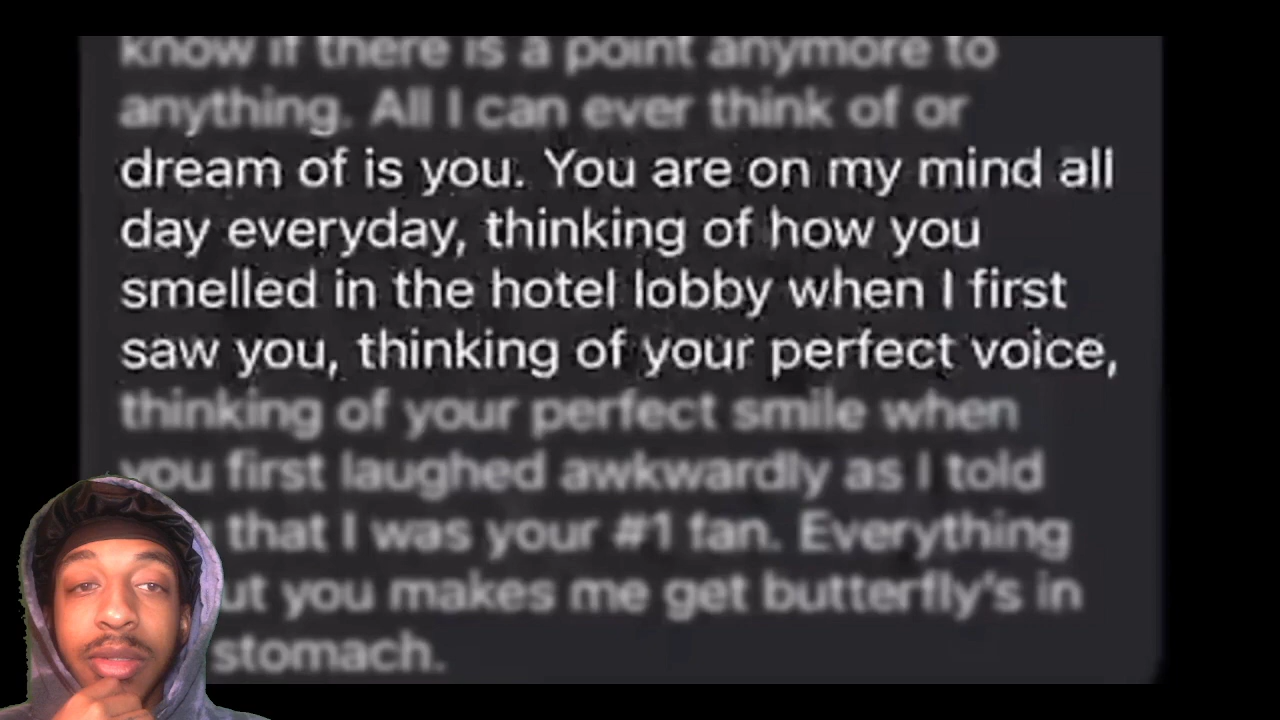 know if there is a point anymore to
anything. All I can ever think of or
dream of is you. You are on my mind all
day everyday, thinking of how you
smelled in the hotel lobby when I first
saw you, thinking of your perfect voice,
thinking of your perfect smile when
you first laughed awkwardly as I told
that I was your #1 fan. Everything
you makes me get butterfly's in
stomach.